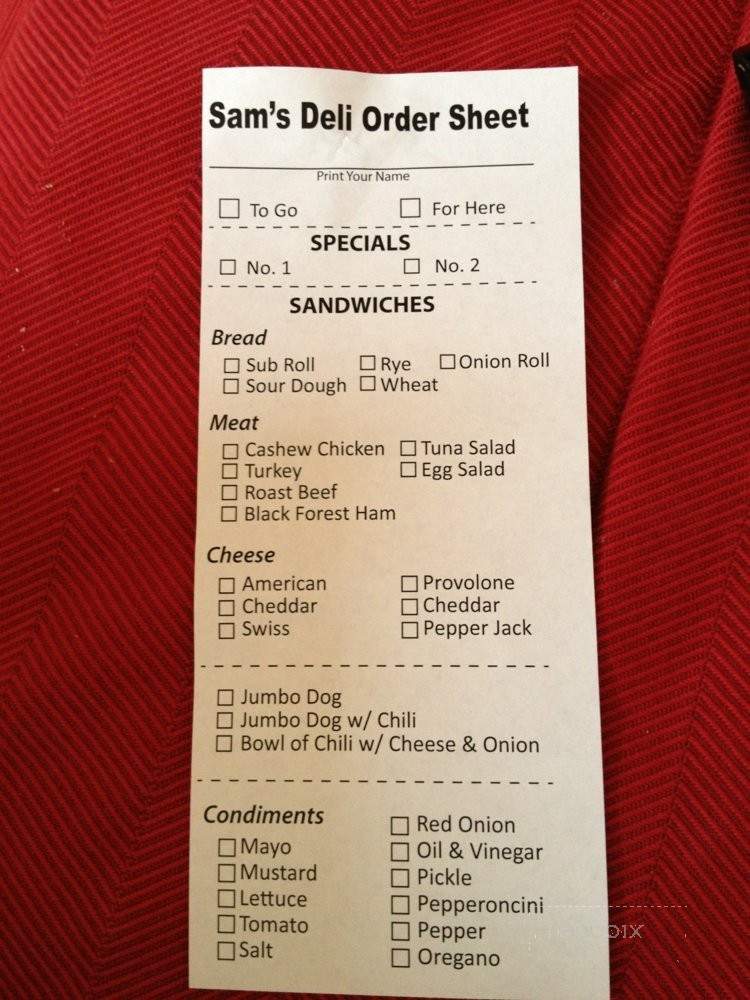 Sam's Deli Order Sheet
Print Your Name
To Go For Here
SPECIALS
No. 1 No. 2
SANDWICHES
Bread
Sub Roll Rye Onion Roll
Sour Dough Wheat
Meat
Cashew Chicken Tuna Salad
Turkey Egg Salad
Roast Beef
Black Forest Ham
Cheese
American Provolone
Cheddar Cheddar
Swiss Pepper Jack
Jumbo Dog
Jumbo Dog w/ Chili
Bowl of Chili w/ Cheese & Onion
Condiments
Mayo
Mustard
Lettuce
Tomato
Salt
Red Onion
Oil & Vinegar
Pickle
Pepperoncini
Pepper
Oregano